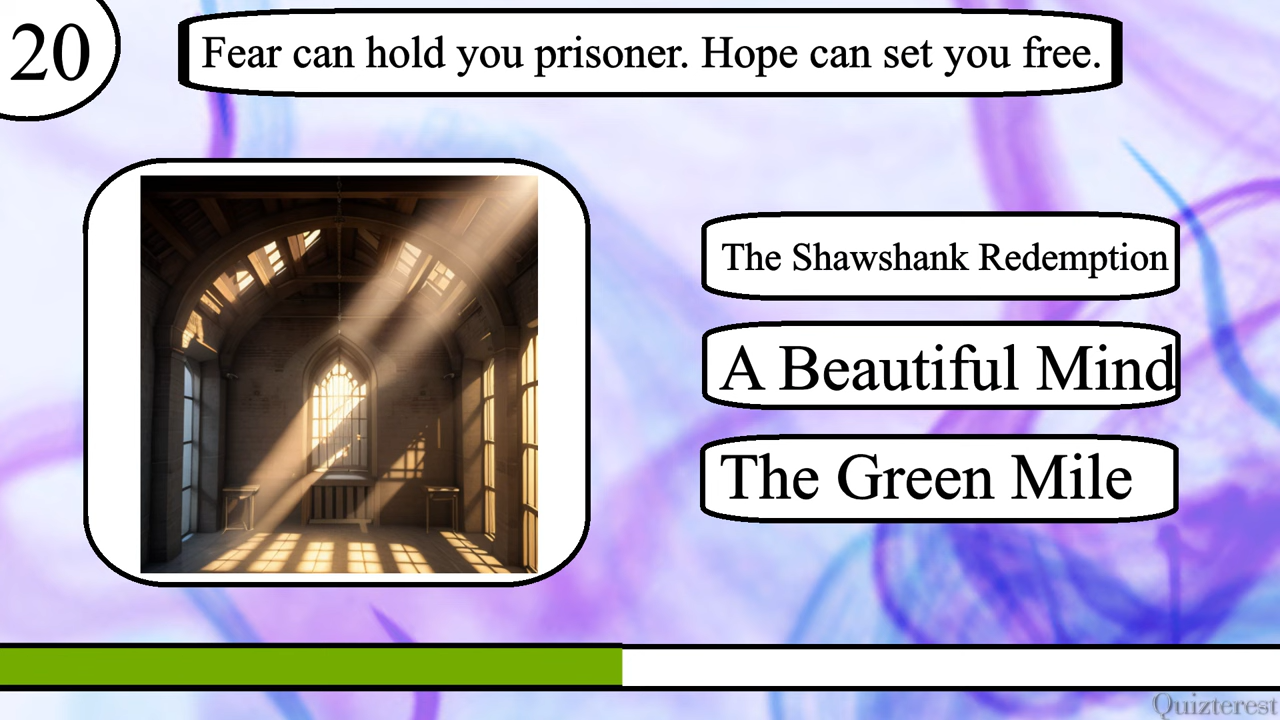 20
Fear can hold you prisoner. Hope can set you free.
The Shawshank Redemption
A Beautiful Mind
The Green Mile
Quizterest